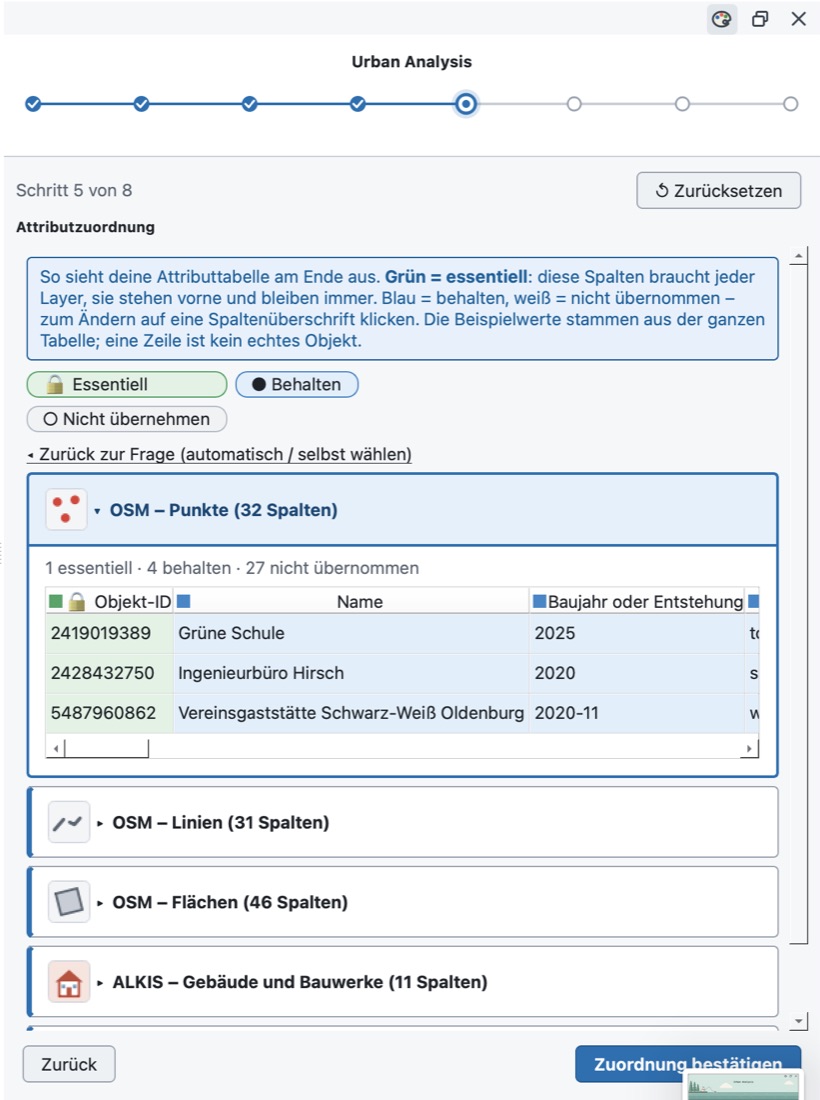 Urban Analysis
Schritt 5 von 8
Zurücksetzen
Attributzuordnung
So sieht deine Attributtabelle am Ende aus. Grün = essentiell: diese Spalten braucht jeder
Layer, sie stehen vorne und bleiben immer. Blau = behalten, weiß = nicht übernommen –
zum Ändern auf eine Spaltenüberschrift klicken. Die Beispielwerte stammen aus der ganzen
Tabelle; eine Zeile ist kein echtes Objekt.
Essentiell Behalten
Nicht übernehmen
Zurück zur Frage (automatisch / selbst wählen)
OSM – Punkte (32 Spalten)
1 essentiell · 4 behalten · 27 nicht übernommen
Objekt-ID Name Baujahr oder Entstehung
2419019389 Grüne Schule 2025
2428432750 Ingenieurbüro Hirsch 2020
5487960862 Vereinsgaststätte Schwarz-Weiß Oldenburg 2020-11
OSM – Linien (31 Spalten)
OSM – Flächen (46 Spalten)
ALKIS – Gebäude und Bauwerke (11 Spalten)
Zurück Zuordnung bestätigen